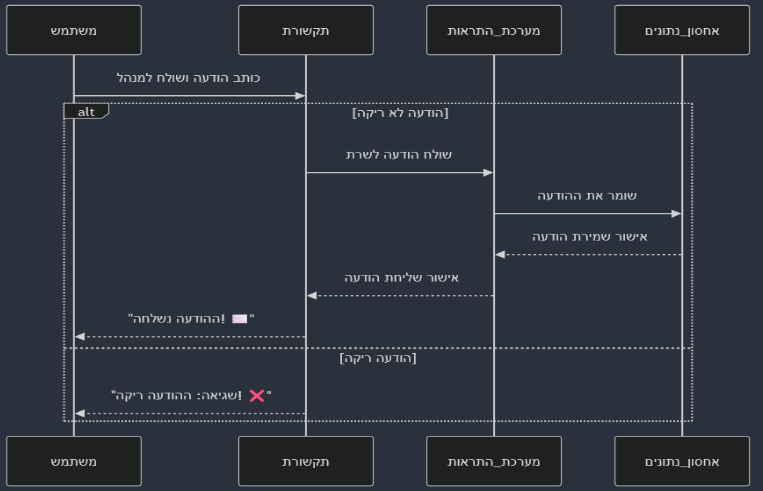 משתמש
תקשורת
מערכת_התראות
אחסון_נתונים
כותב הודעה ושולח למנהל
alt
[הודעה לא ריקה]
שולח הודעה לשרת
שומר את ההודעה
אישור שמירת הודעה
אישור שליחת הודעה
"ההודעה נשלחה! 📨"
[הודעה ריקה]
"שגיאה: ההודעה ריקה! ❌"
משתמש
תקשורת
מערכת_התראות
אחסון_נתונים